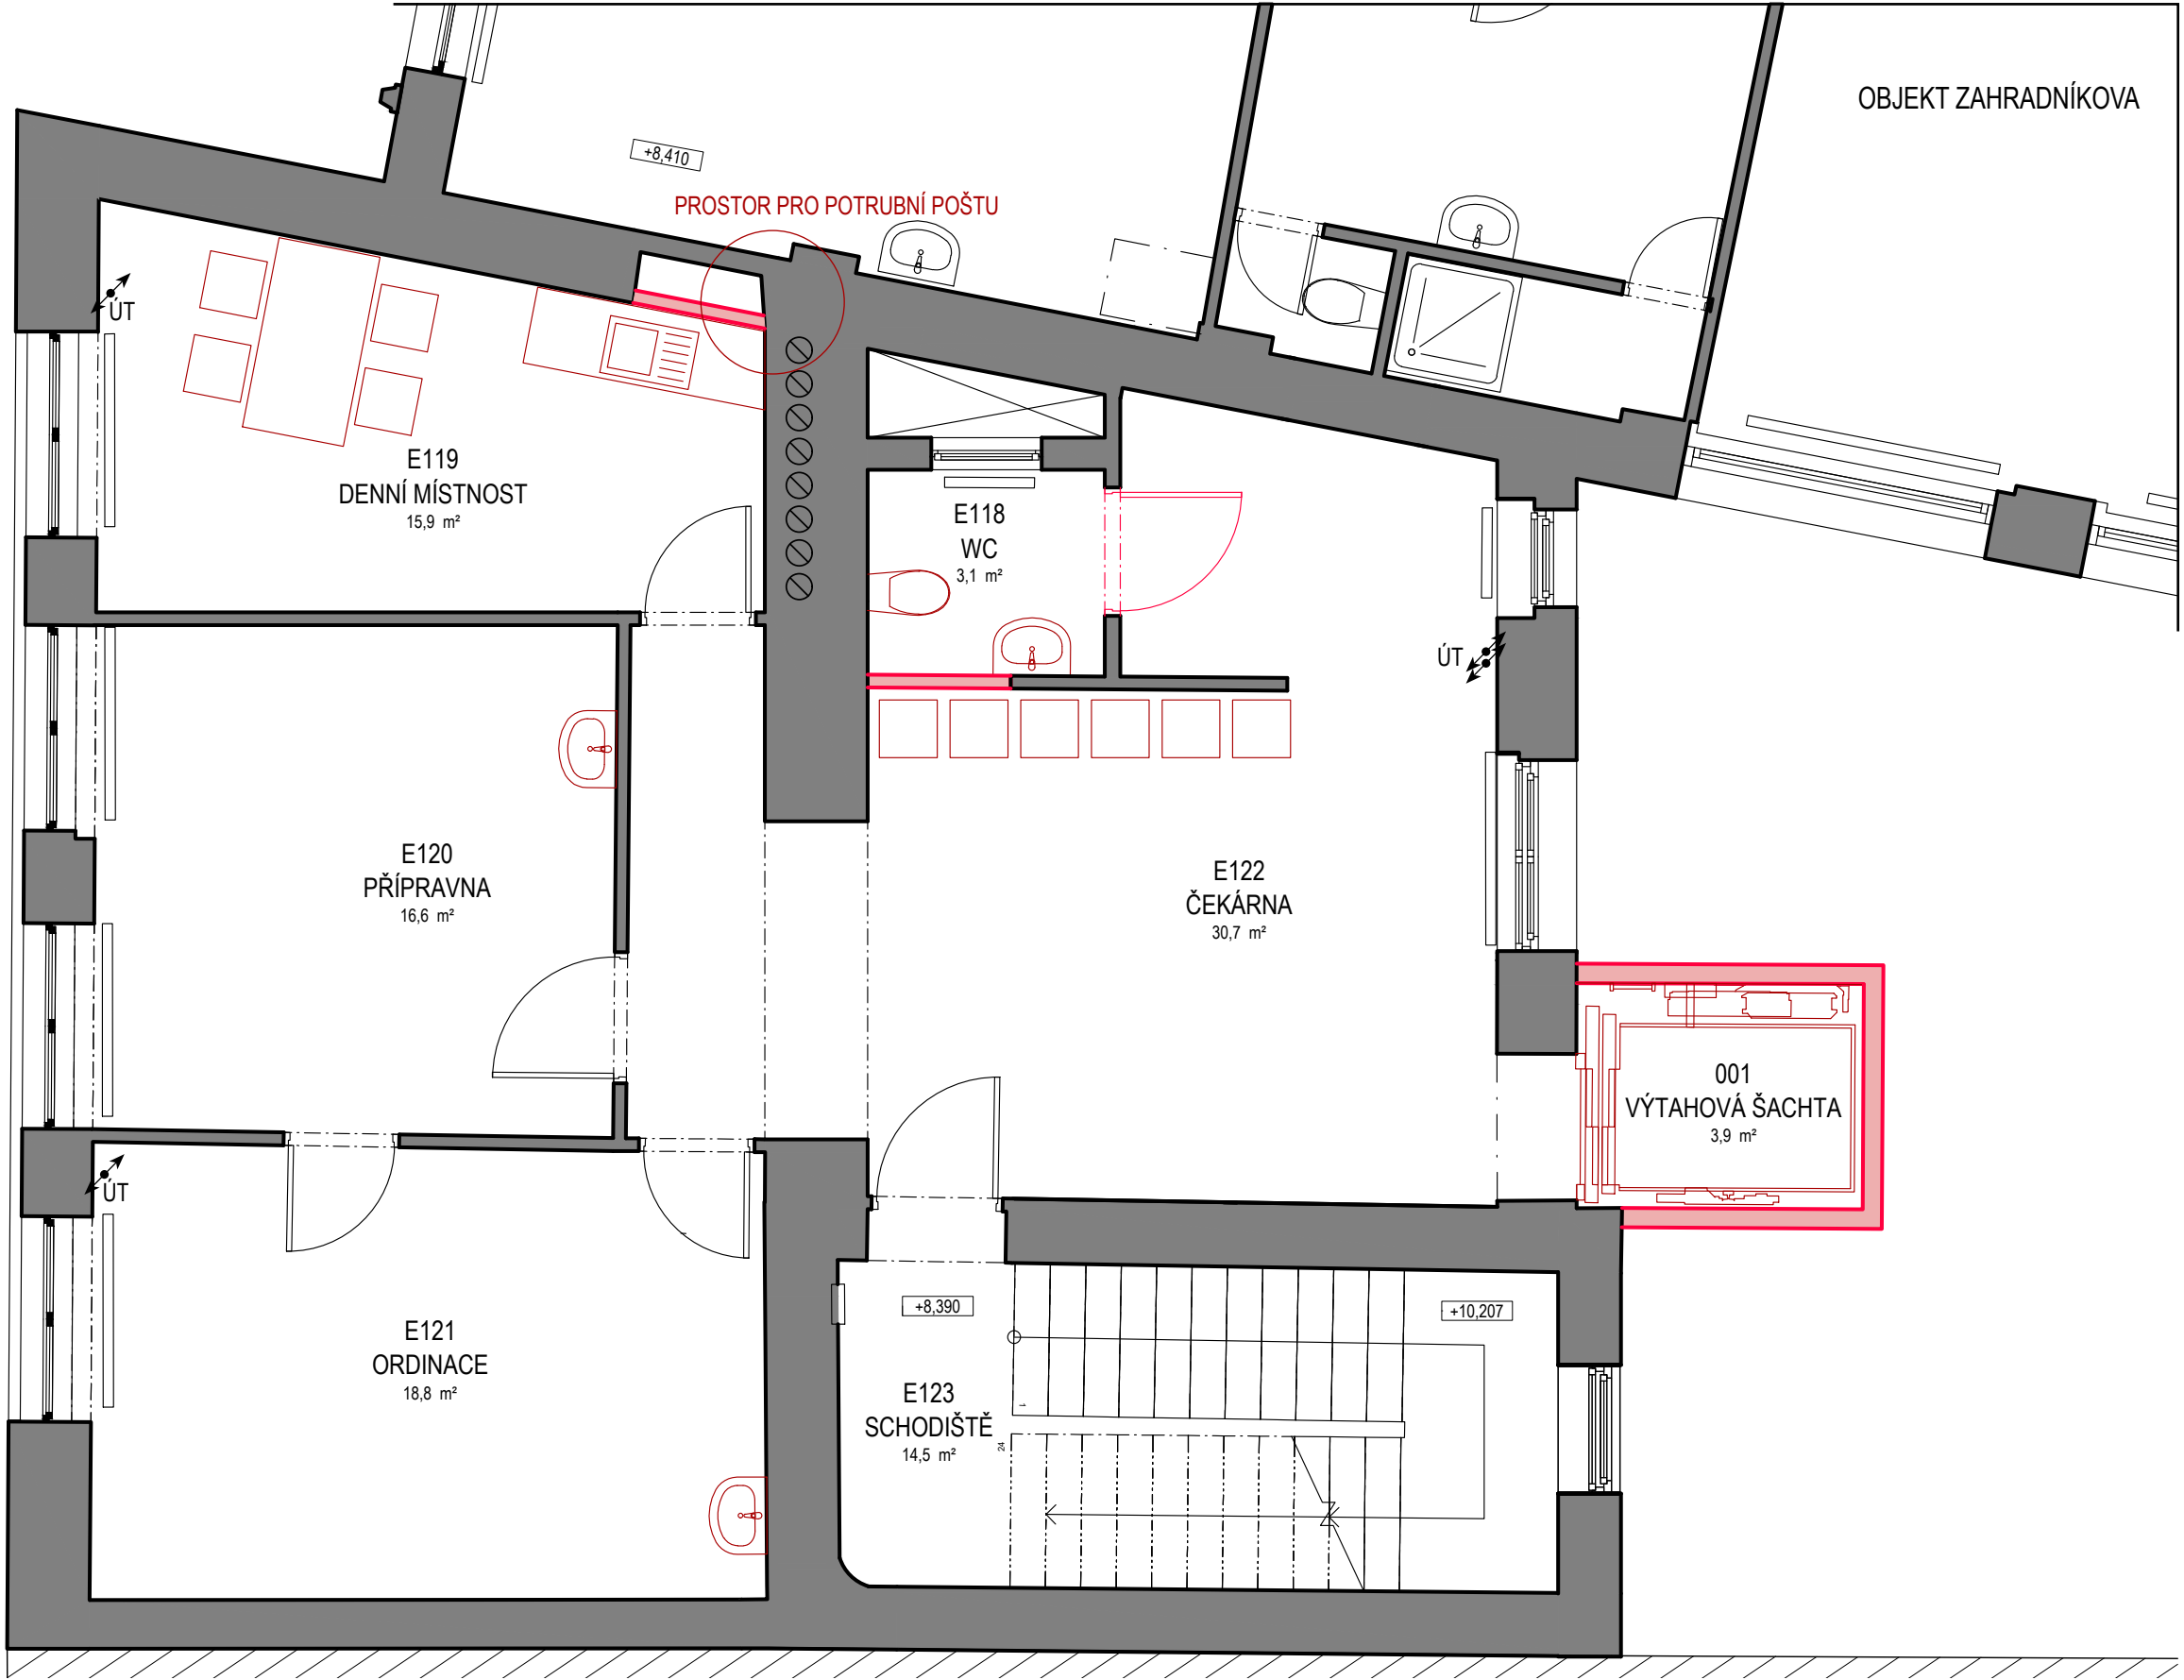 OBJEKT ZAHRADNÍKOVA
+8,410
PROSTOR PRO POTRUBNÍ POŠTU
ÚT
E119
DENNÍ MÍSTNOST
15,9 m²
E118
WC
3,1 m²
ÚT
E120
PŘÍPRAVNA
16,6 m²
E122
ČEKÁRNA
30,7 m²
001
VÝTAHOVÁ ŠACHTA
3,9 m²
ÚT
+8,390
+10,207
E121
ORDINACE
18,8 m²
E123
SCHODIŠTĚ
14,5 m²
1
24